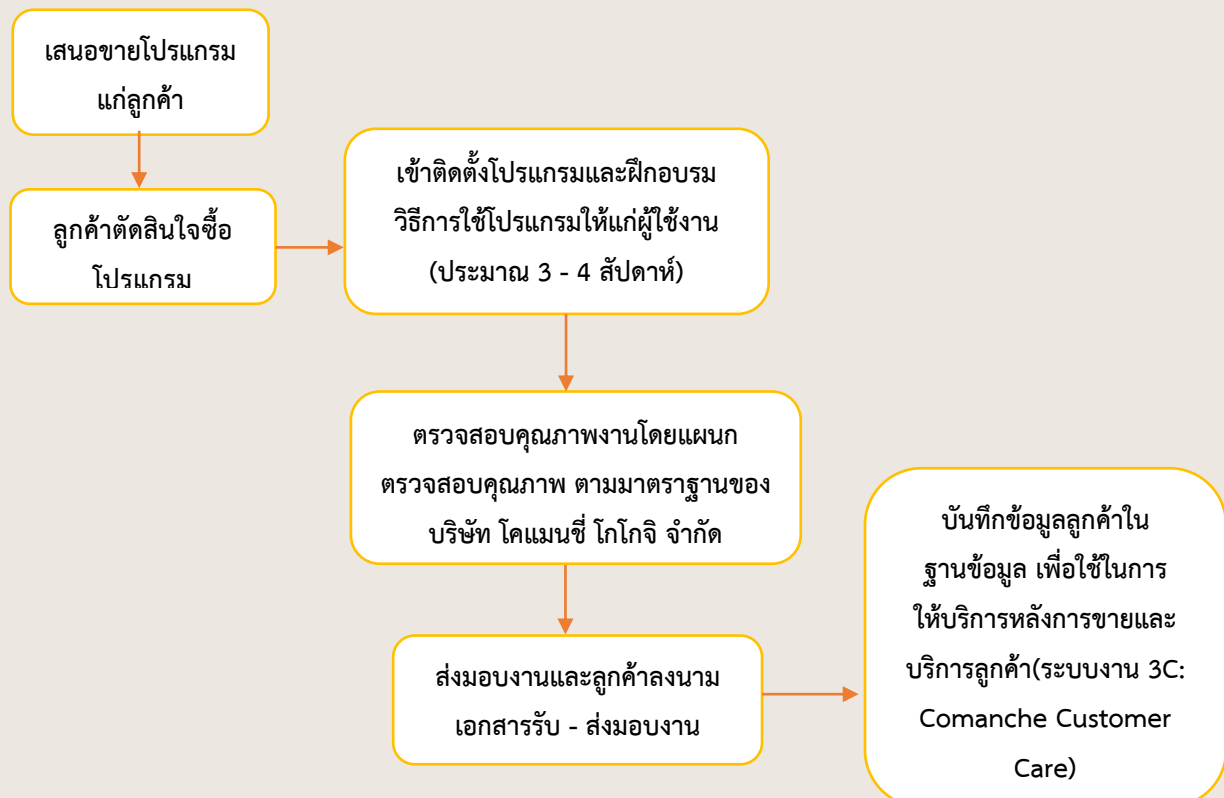 เสนอขายโปรแกรม
แก่ลูกค้า
ลูกค้าตัดสินใจซื้อ
โปรแกรม
เข้าติดตั้งโปรแกรมและฝึกอบรม
วิธีการใช้โปรแกรมให้แก่ผู้ใช้งาน
(ประมาณ 3 - 4 สัปดาห์)
ตรวจสอบคุณภาพงานโดยแผนก
ตรวจสอบคุณภาพ ตามมาตราฐานของ
บริษัท โคแมนชี่ โกโกจิ จำกัด
ส่งมอบงานและลูกค้าลงนาม
เอกสารรับ - ส่งมอบงาน
บันทึกข้อมูลลูกค้าใน
ฐานข้อมูล เพื่อใช้ในการ
ให้บริการหลังการขายและ
บริการลูกค้า(ระบบงาน 3C:
Comanche Customer
Care)